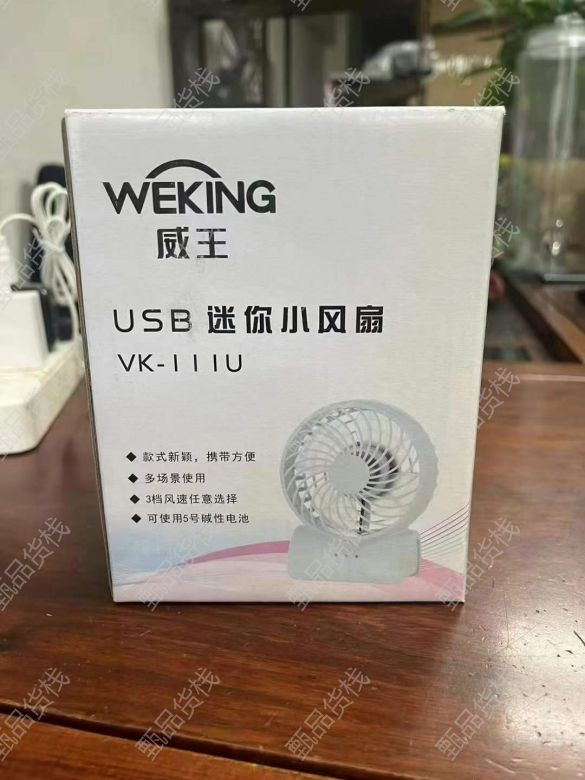 WEKING
威王
USB 迷你小风扇
VK-111U
◆ 款式新颖，携带方便
◆ 多场景使用
◆ 3档风速任意选择
◆ 可使用5号碱性电池
甄品货栈